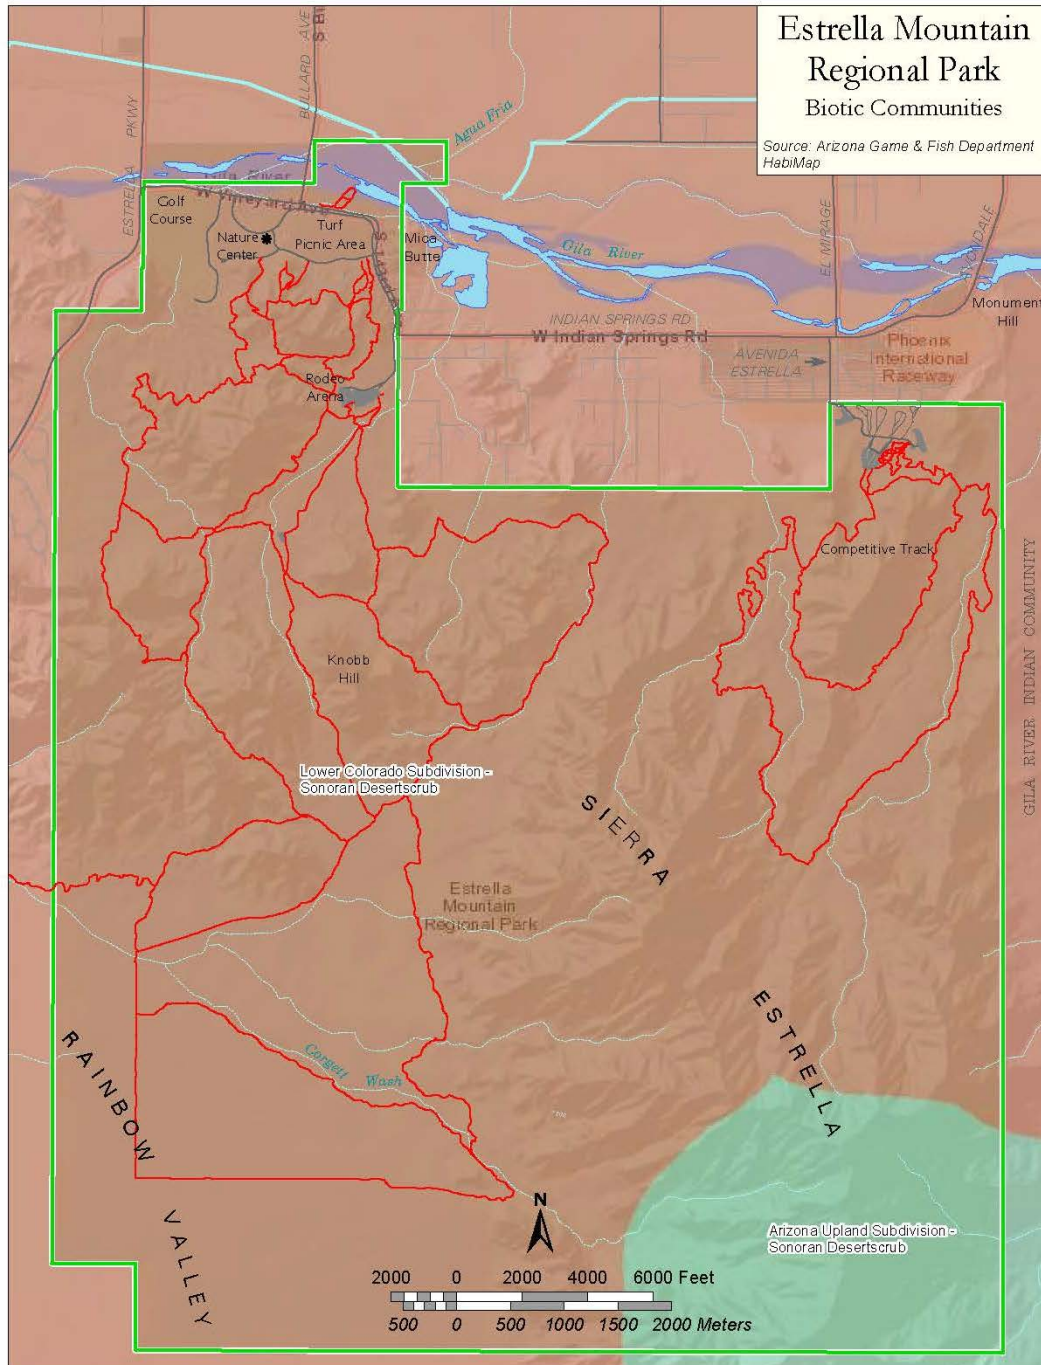 Estrella Mountain
Regional Park
Biotic Communities
Source: Arizona Game & Fish Department
HabiMap
ESTRELLA PKWY
BULLARD AVE
Agua Fria
Gila River
W Vineyard Ave
Golf
Course
Nature
Center
Turf
Picnic Area
Mica
Butte
Gila River
EL MIRAGE
AVONDALE
Monument
Hill
INDIAN SPRINGS RD
W Indian Springs Rd
AVENIDA
ESTRELLA
Phoenix
International
Raceway
Rodeo
Arena
Competitive Track
GILA RIVER INDIAN COMMUNITY
Knobb
Hill
Lower Colorado Subdivision -
Sonoran Desertscrub
SIERRA
Estrella
Mountain
Regional Park
ESTRELLA
RAINBOW
Corgett Wash
VALLEY
N
Arizona Upland Subdivision -
Sonoran Desertscrub
2000 0 2000 4000 6000 Feet
500 0 500 1000 1500 2000 Meters